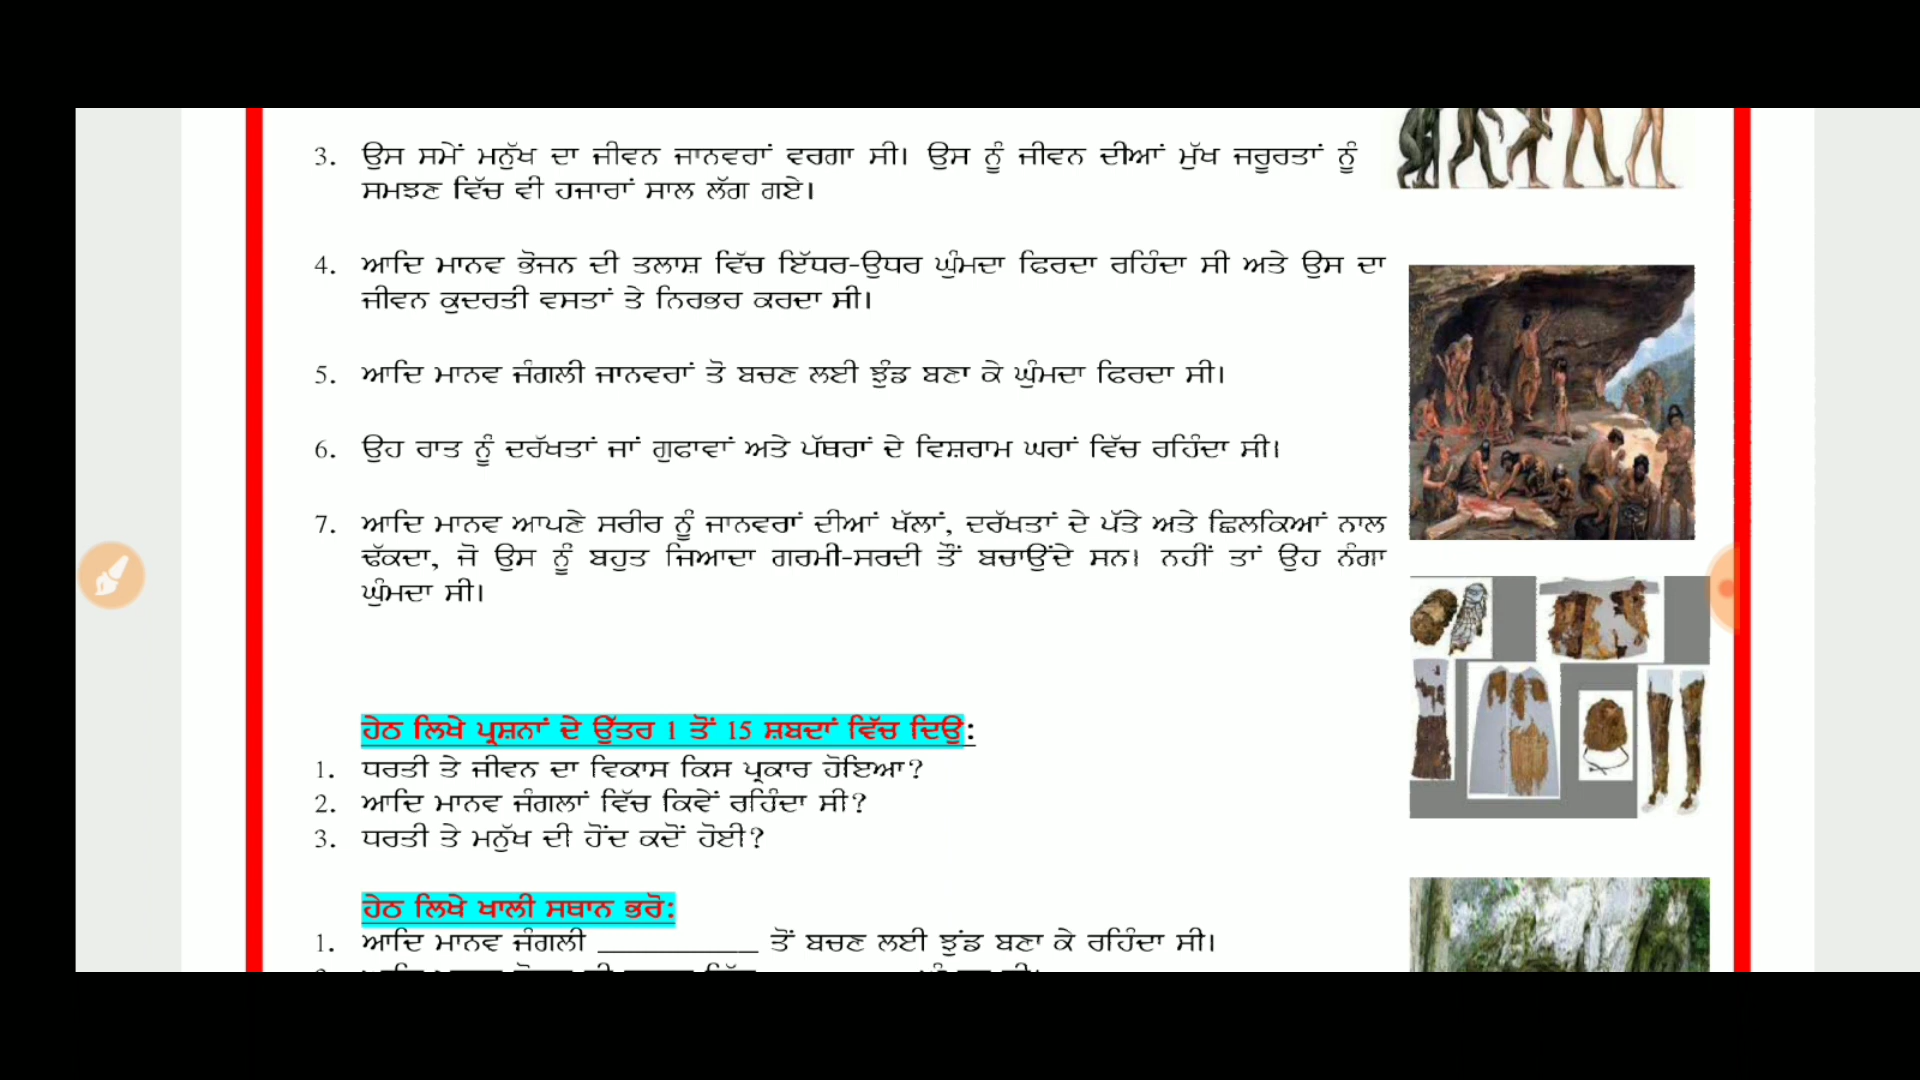 3. ਉਸ ਸਮੇਂ ਮਨੁੱਖ ਦਾ ਜੀਵਨ ਜਾਨਵਰਾਂ ਵਰਗਾ ਸੀ। ਉਸ ਨੂੰ ਜੀਵਨ ਦੀਆਂ ਮੁੱਖ ਜਰੂਰਤਾਂ ਨੂੰ
ਸਮਝਣ ਵਿੱਚ ਵੀ ਹਜਾਰਾਂ ਸਾਲ ਲੱਗ ਗਏ।
4. ਆਦਿ ਮਾਨਵ ਭੋਜਨ ਦੀ ਤਲਾਸ਼ ਵਿੱਚ ਇੱਧਰ-ਉਧਰ ਘੁੰਮਦਾ ਫਿਰਦਾ ਰਹਿੰਦਾ ਸੀ ਅਤੇ ਉਸ ਦਾ
ਜੀਵਨ ਕੁਦਰਤੀ ਵਸਤਾਂ ਤੇ ਨਿਰਭਰ ਕਰਦਾ ਸੀ।
5. ਆਦਿ ਮਾਨਵ ਜੰਗਲੀ ਜਾਨਵਰਾਂ ਤੋ ਬਚਣ ਲਈ ਝੁੰਡ ਬਣਾ ਕੇ ਘੁੰਮਦਾ ਫਿਰਦਾ ਸੀ।
6. ਉਹ ਰਾਤ ਨੂੰ ਦਰੱਖਤਾਂ ਜਾਂ ਗੁਫਾਵਾਂ ਅਤੇ ਪੱਥਰਾਂ ਦੇ ਵਿਸ਼ਰਾਮ ਘਰਾਂ ਵਿੱਚ ਰਹਿੰਦਾ ਸੀ।
7. ਆਦਿ ਮਾਨਵ ਆਪਣੇ ਸਰੀਰ ਨੂੰ ਜਾਨਵਰਾਂ ਦੀਆਂ ਖੱਲਾਂ, ਦਰੱਖਤਾਂ ਦੇ ਪੱਤੇ ਅਤੇ ਛਿਲਕਿਆਂ ਨਾਲ
ਢੱਕਦਾ, ਜੋ ਉਸ ਨੂੰ ਬਹੁਤ ਜਿਆਦਾ ਗਰਮੀ-ਸਰਦੀ ਤੌਂ ਬਚਾਉਂਦੇ ਸਨ। ਨਹੀਂ ਤਾਂ ਉਹ ਨੰਗਾ
ਘੁੰਮਦਾ ਸੀ।
ਹੇਠ ਲਿਖੇ ਪ੍ਰਸ਼ਨਾਂ ਦੇ ਉੱਤਰ 1 ਤੋਂ 15 ਸ਼ਬਦਾਂ ਵਿੱਚ ਦਿਉ:
1. ਧਰਤੀ ਤੇ ਜੀਵਨ ਦਾ ਵਿਕਾਸ ਕਿਸ ਪ੍ਰਕਾਰ ਹੋਇਆ?
2. ਆਦਿ ਮਾਨਵ ਜੰਗਲਾਂ ਵਿੱਚ ਕਿਵੇਂ ਰਹਿੰਦਾ ਸੀ?
3. ਧਰਤੀ ਤੇ ਮਨੁੱਖ ਦੀ ਹੋਂਦ ਕਦੋਂ ਹੋਈ?
ਹੇਠ ਲਿਖੇ ਖਾਲੀ ਸਥਾਨ ਭਰੋ:
1. ਆਦਿ ਮਾਨਵ ਜੰਗਲੀ __________ ਤੋਂ ਬਚਣ ਲਈ ਝੁਂਡ ਬਣਾ ਕੇ ਰਹਿੰਦਾ ਸੀ।